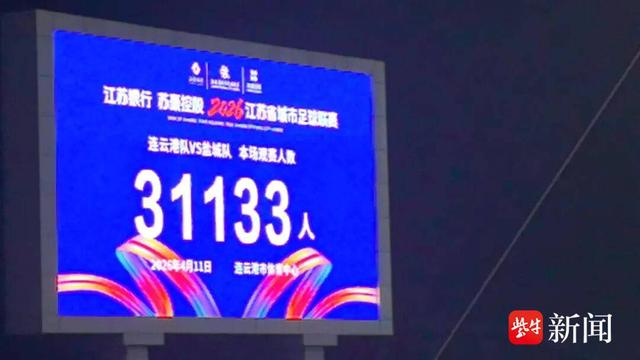 江苏银行 苏豪控股 2026 江苏省城市足球联赛
连云港队VS盐城队 本场观赛人数
31133人
2026年4月11日 连云港市体育中心
紫牛新闻